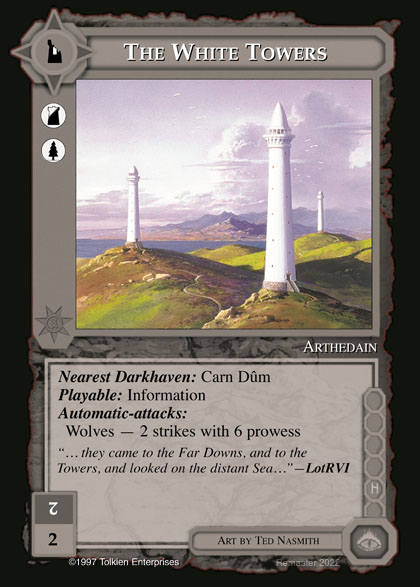 THE WHITE TOWERS
ARTHEDAIN
Nearest Darkhaven: Carn Dûm
Playable: Information
Automatic-attacks:
Wolves — 2 strikes with 6 prowess
“… they came to the Far Downs, and to the
Towers, and looked on the distant Sea…”–LotRVI
H
2
2
ART BY TED NASMITH
©1997 Tolkien Enterprises
Remaster 2022